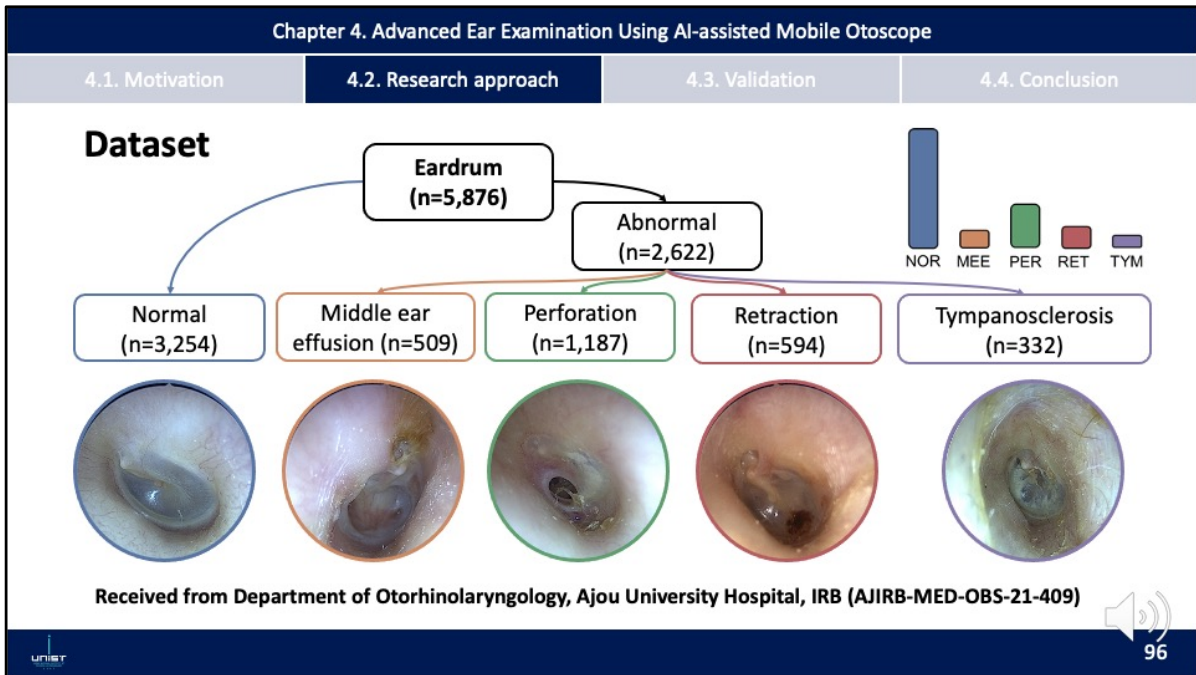 Chapter 4. Advanced Ear Examination Using AI-assisted Mobile Otoscope
4.1. Motivation
4.2. Research approach
4.3. Validation
4.4. Conclusion
Dataset
Eardrum
(n=5,876)
Abnormal
(n=2,622)
NOR MEE PER RET TYM
Normal
(n=3,254)
Middle ear
effusion (n=509)
Perforation
(n=1,187)
Retraction
(n=594)
Tympanosclerosis
(n=332)
Received from Department of Otorhinolaryngology, Ajou University Hospital, IRB (AJIRB-MED-OBS-21-409)
UNIST
96